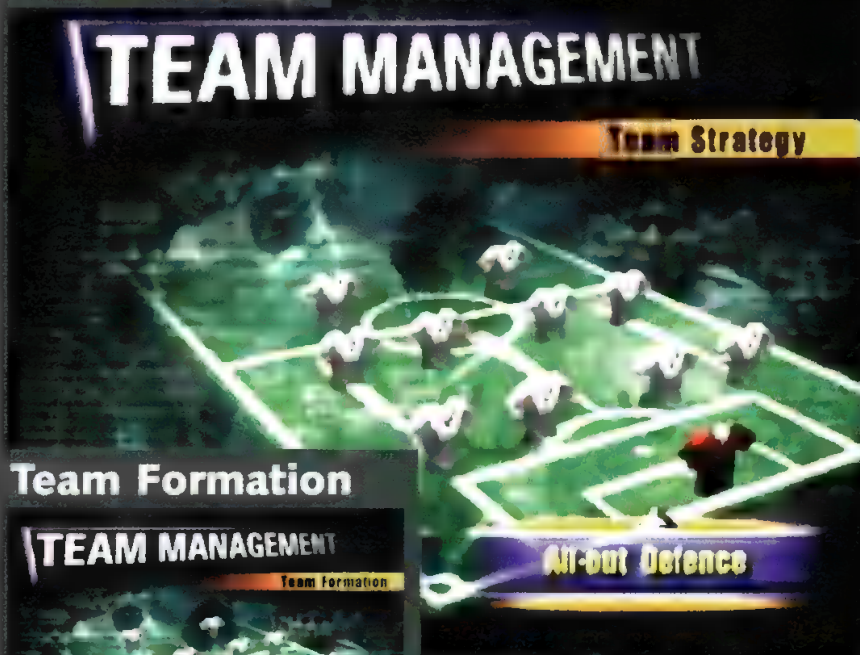 TEAM MANAGEMENT
Team Strategy
All-out Defence
Team Formation
TEAM MANAGEMENT
Team Formation